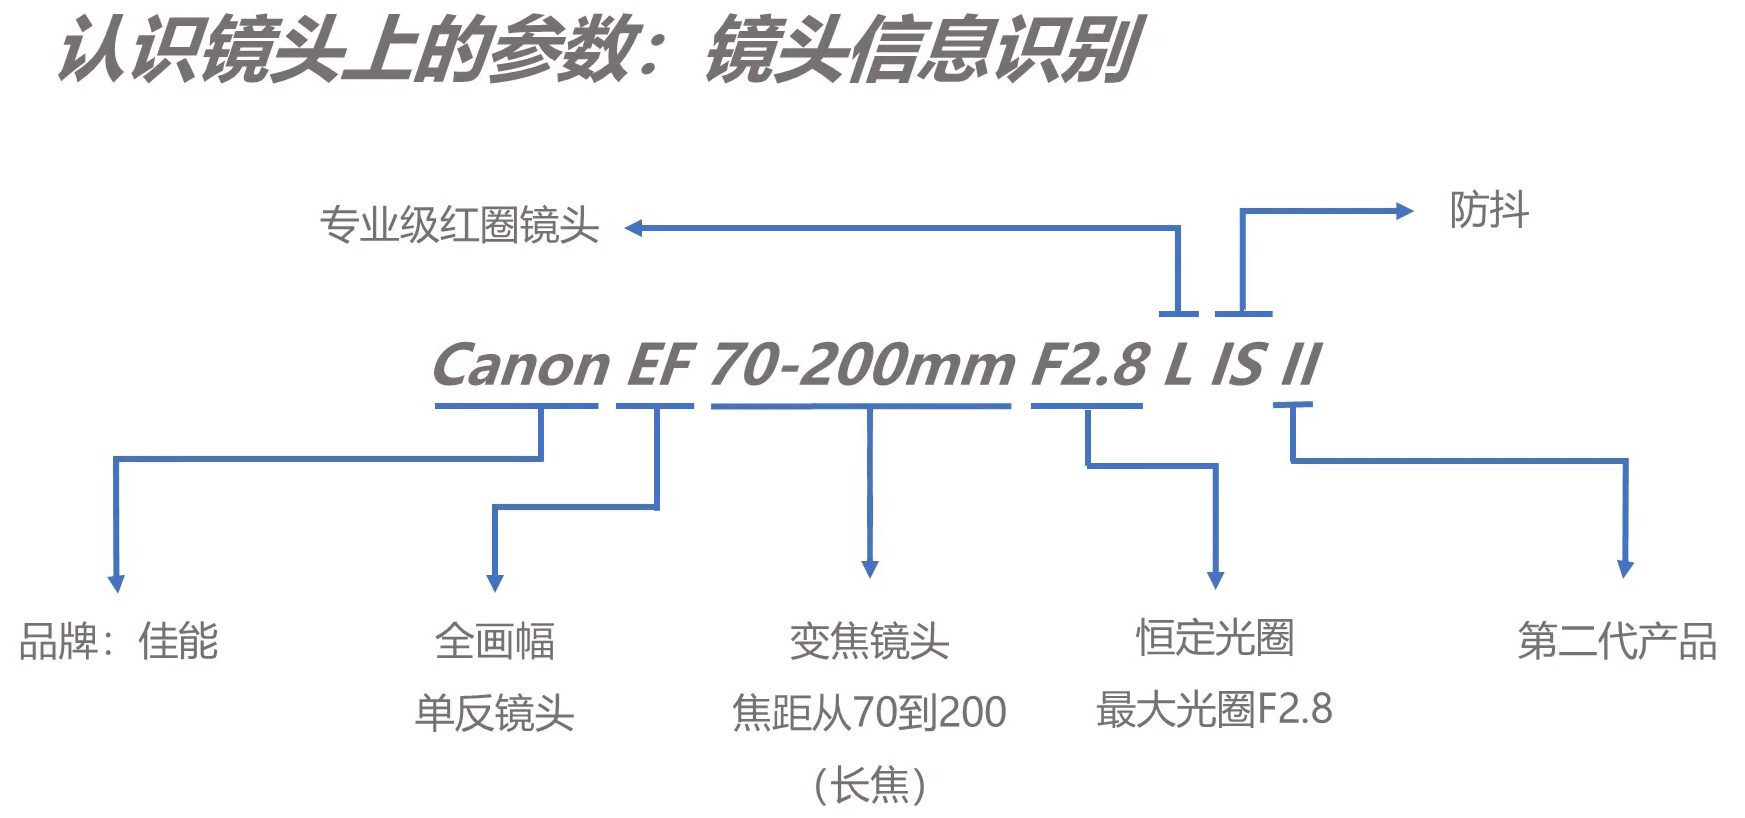 认识镜头上的参数：镜头信息识别
专业级红圈镜头
防抖
Canon EF 70-200mm F2.8 L IS II
品牌：佳能
全画幅
单反镜头
变焦镜头
焦距从70到200
（长焦）
恒定光圈
最大光圈F2.8
第二代产品